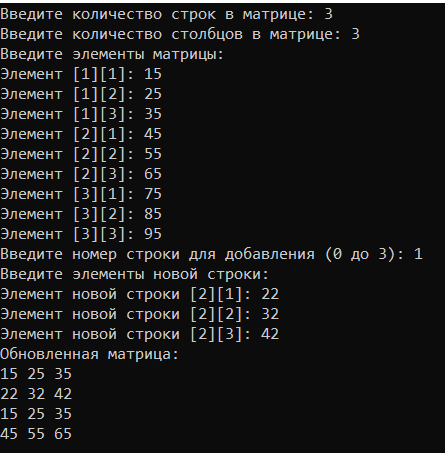 Введите количество строк в матрице: 3
Введите количество столбцов в матрице: 3
Введите элементы матрицы:
Элемент [1][1]: 15
Элемент [1][2]: 25
Элемент [1][3]: 35
Элемент [2][1]: 45
Элемент [2][2]: 55
Элемент [2][3]: 65
Элемент [3][1]: 75
Элемент [3][2]: 85
Элемент [3][3]: 95
Введите номер строки для добавления (0 до 3): 1
Введите элементы новой строки:
Элемент новой строки [2][1]: 22
Элемент новой строки [2][2]: 32
Элемент новой строки [2][3]: 42
Обновленная матрица:
15 25 35
22 32 42
15 25 35
45 55 65